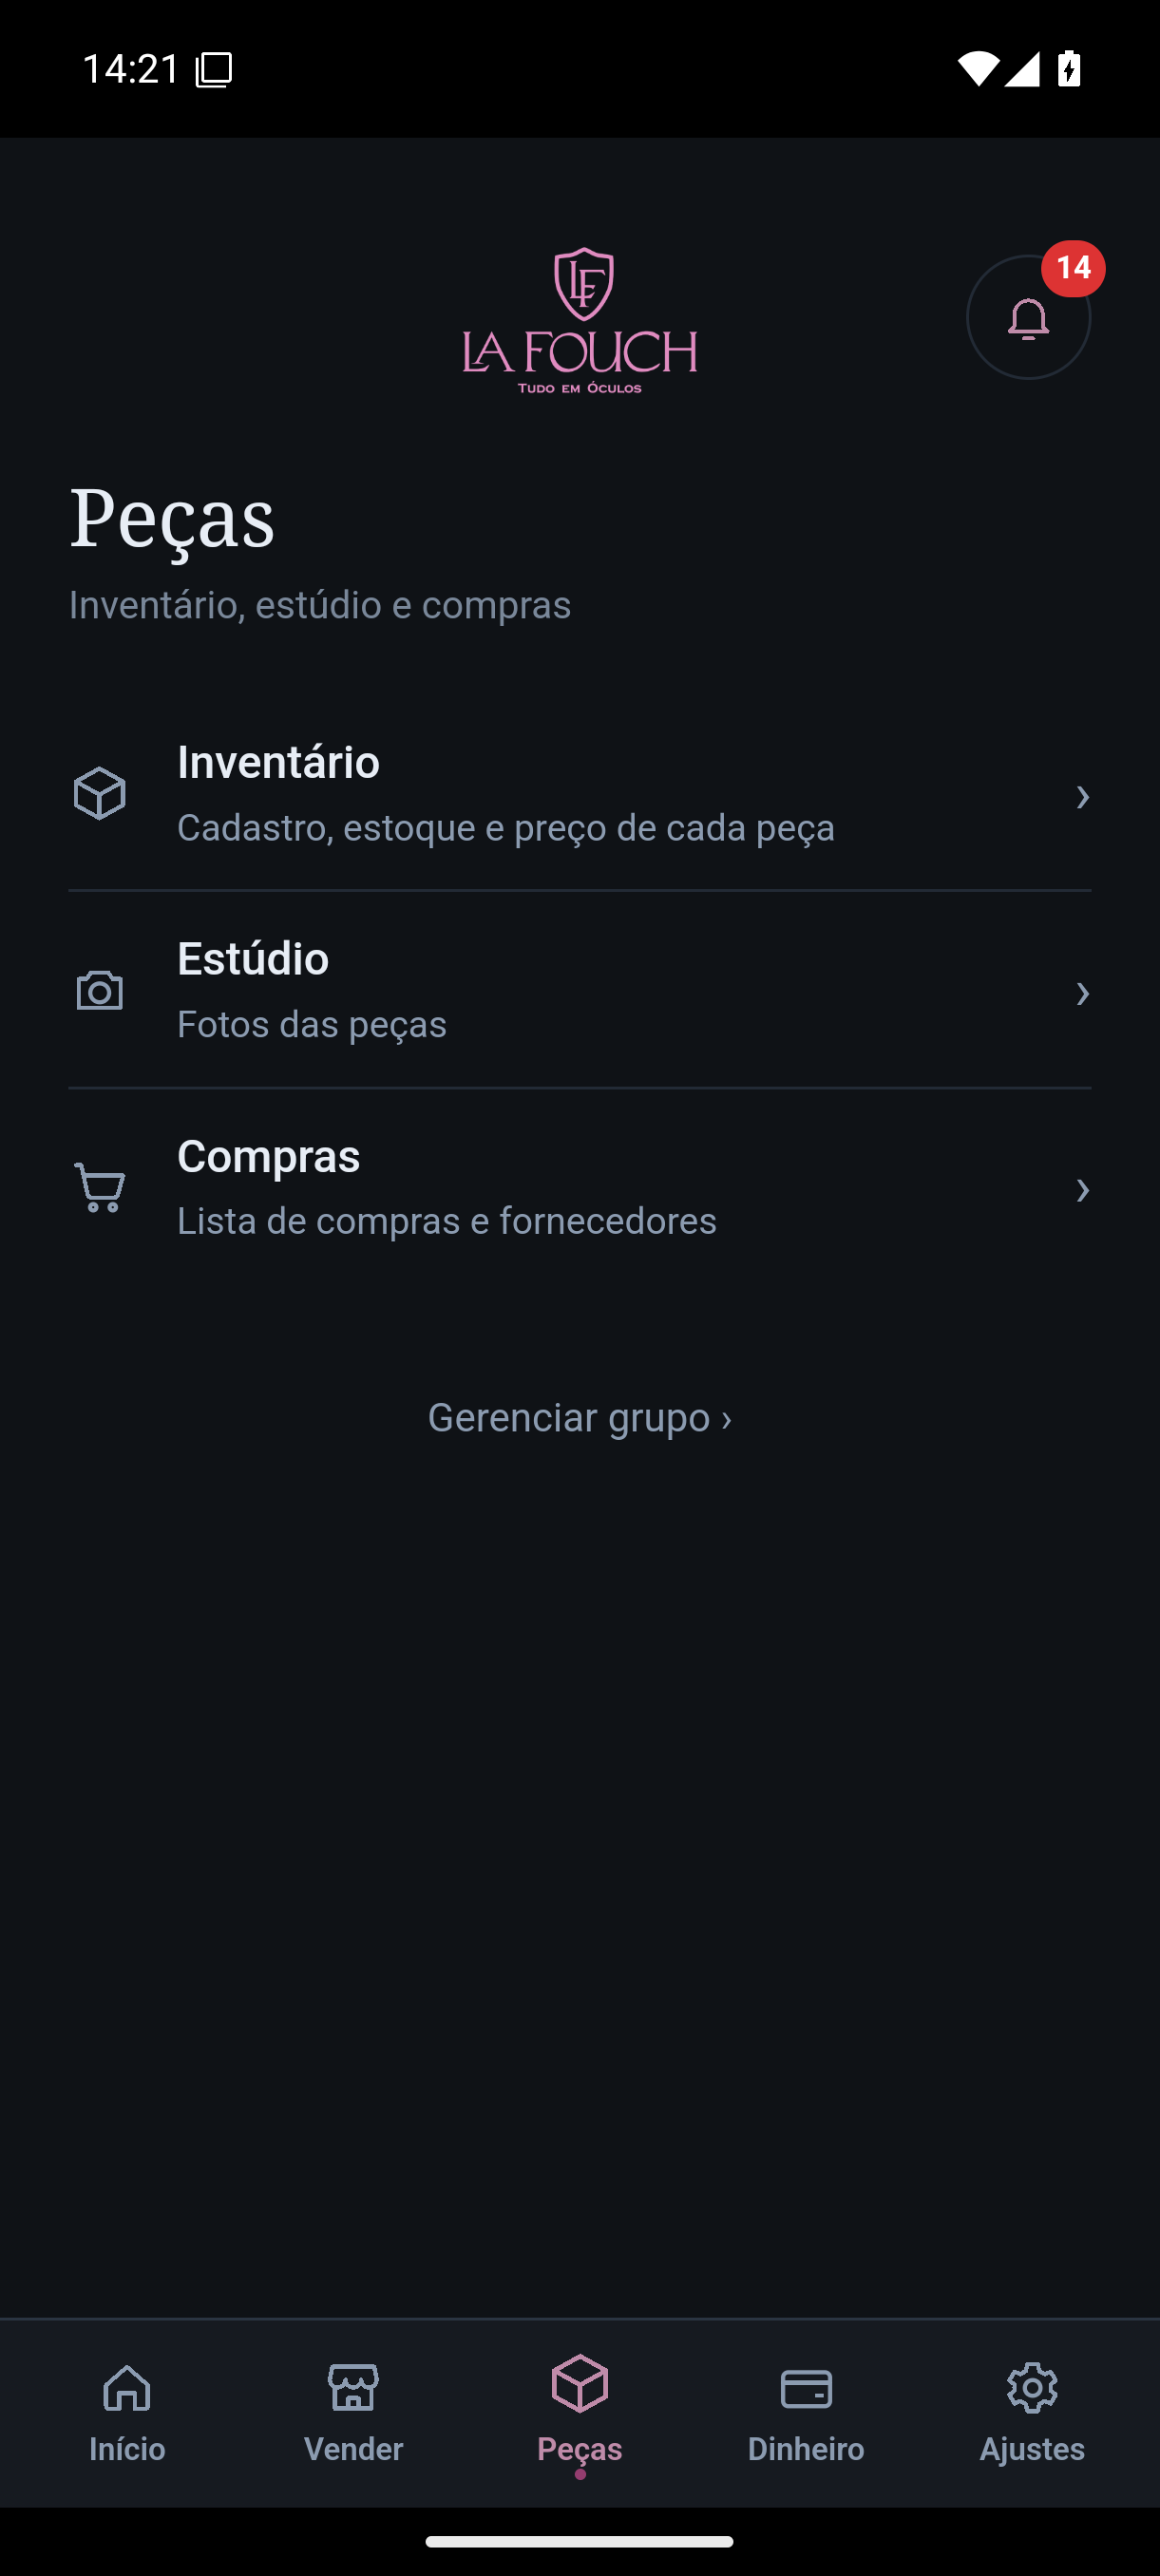 14:21
14
LF
LA FOUCH
TUDO EM ÓCULOS
Peças
Inventário, estúdio e compras
Inventário
Cadastro, estoque e preço de cada peça
›
Estúdio
Fotos das peças
›
Compras
Lista de compras e fornecedores
›
Gerenciar grupo ›
Início
Vender
Peças
Dinheiro
Ajustes